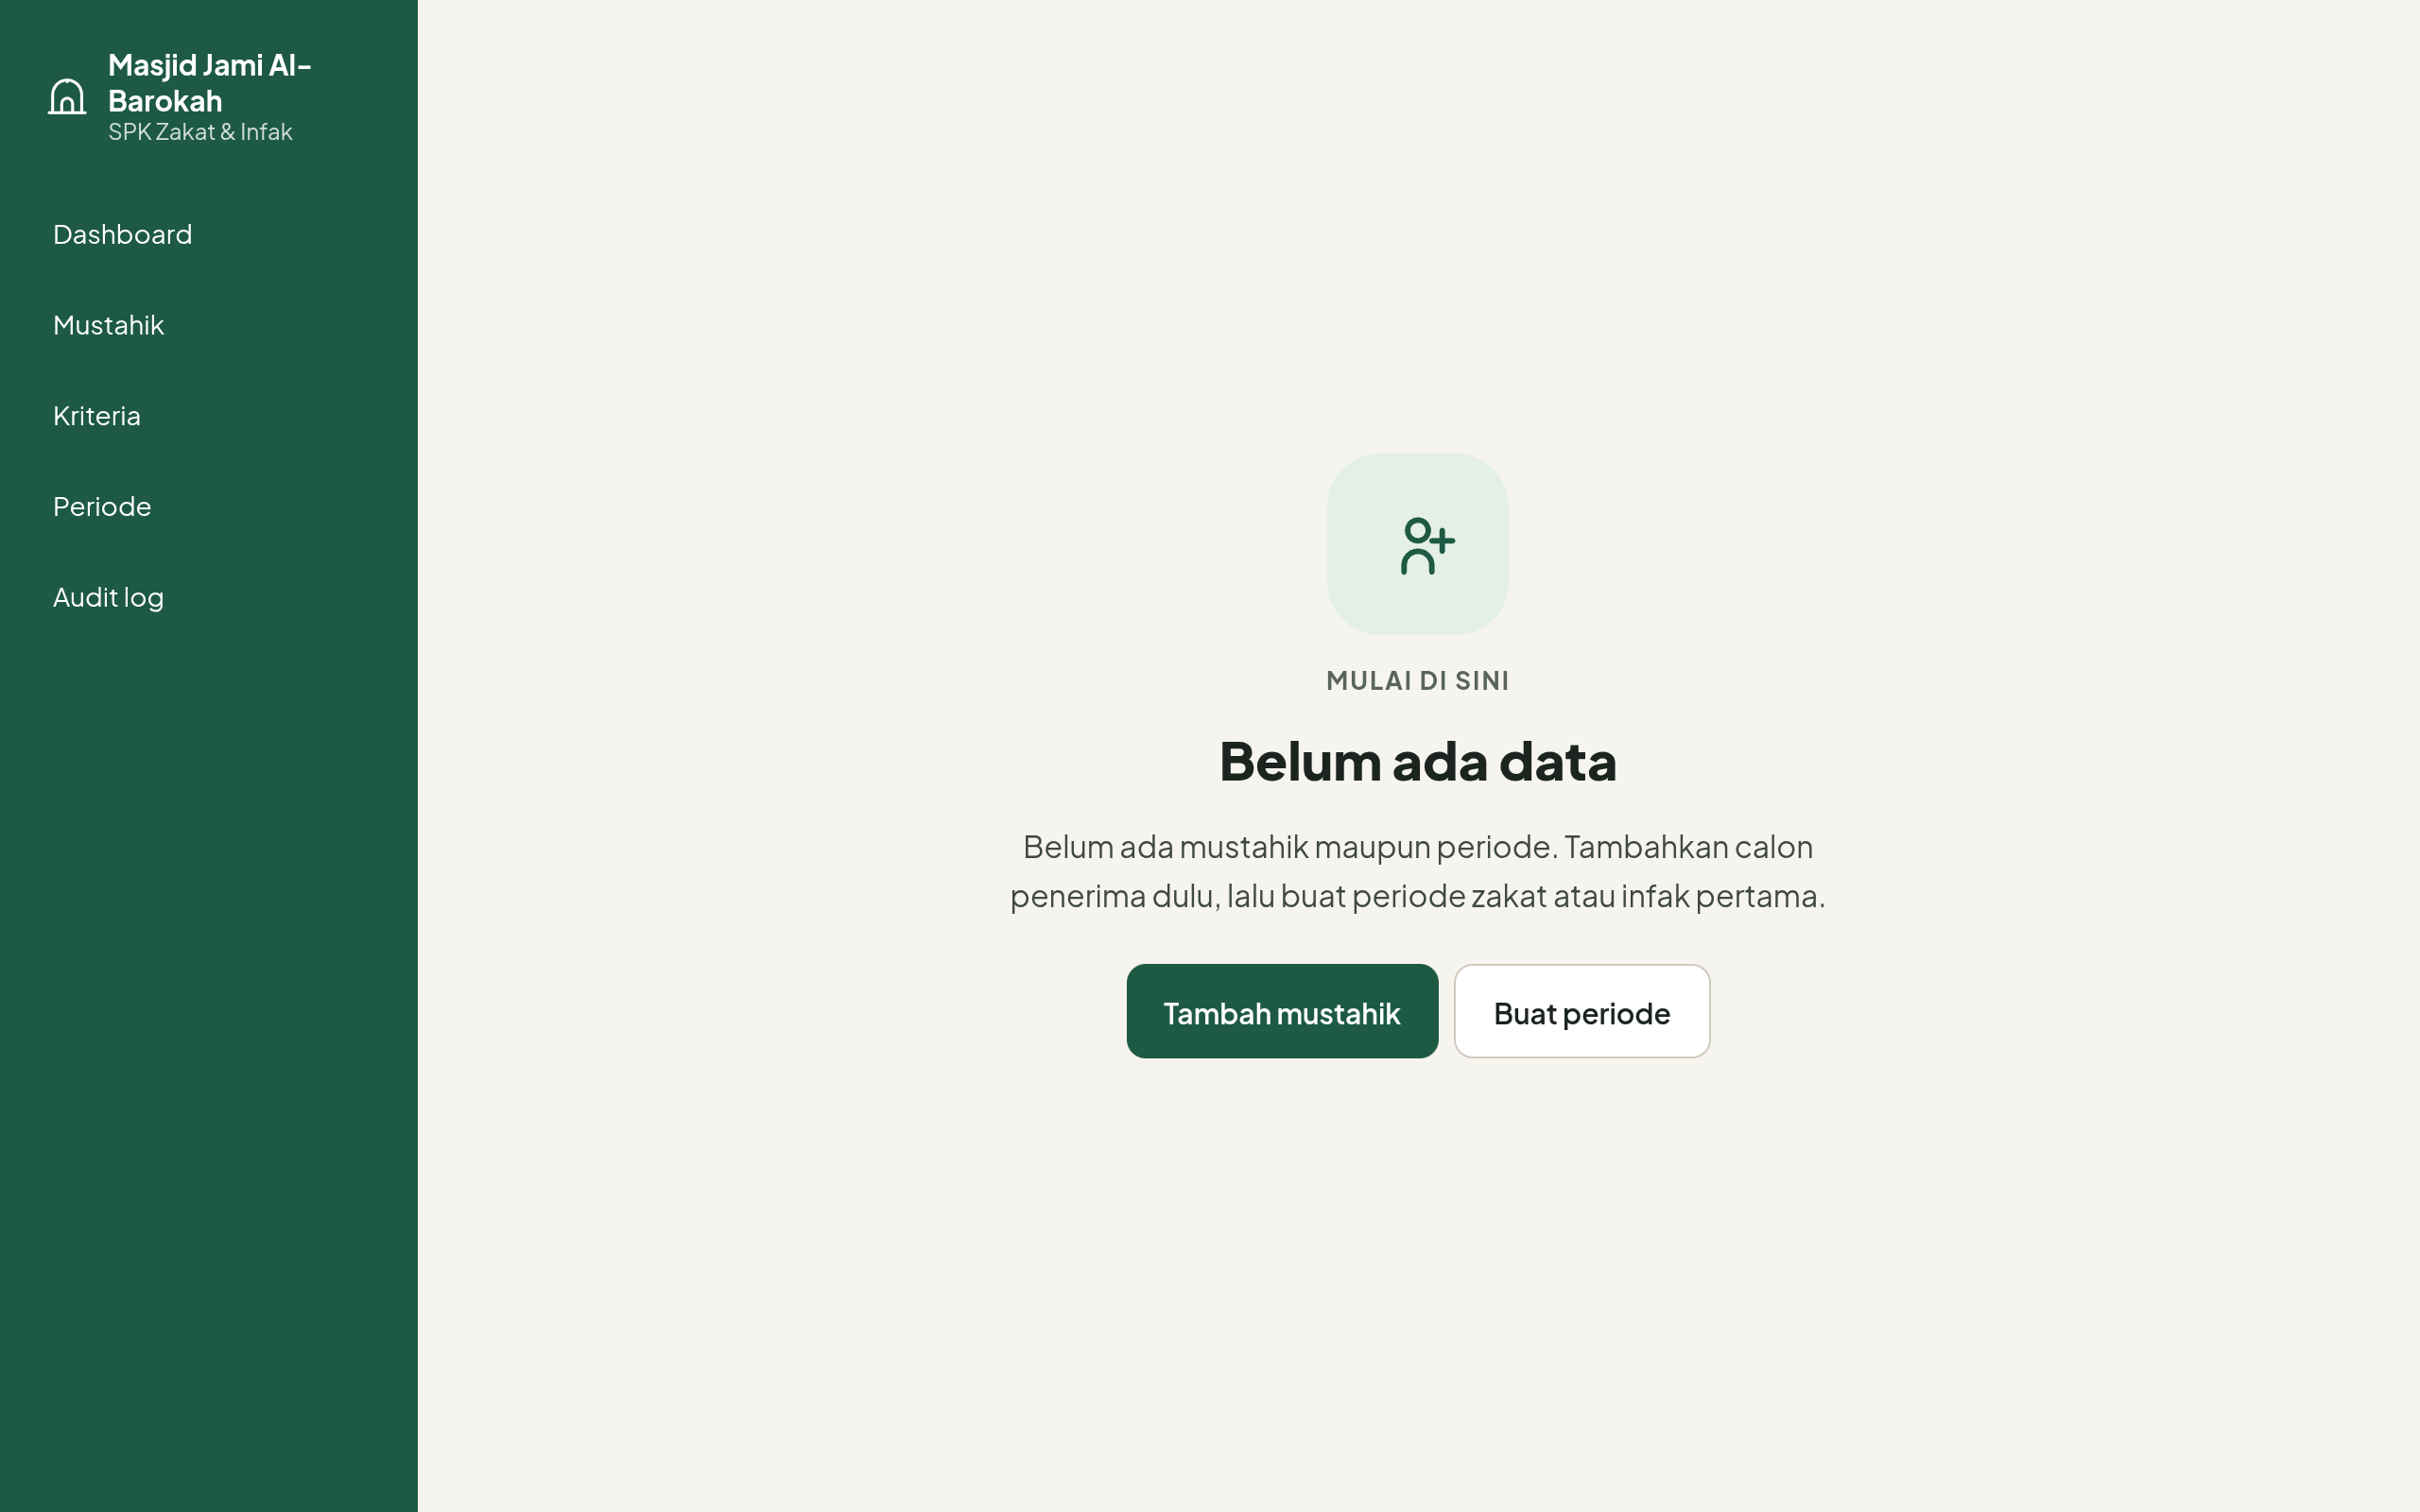 Masjid Jami Al-
Barokah
SPK Zakat & Infak
Dashboard
Mustahik
Kriteria
Periode
Audit log
MULAI DI SINI
Belum ada data
Belum ada mustahik maupun periode. Tambahkan calon
penerima dulu, lalu buat periode zakat atau infak pertama.
Tambah mustahik
Buat periode